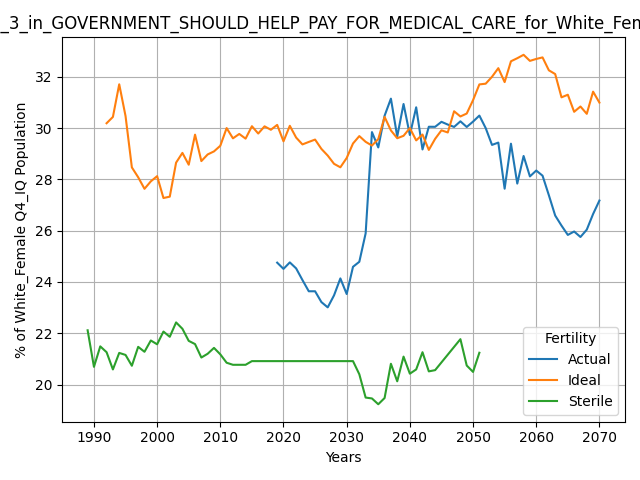 _3_in_GOVERNMENT_SHOULD_HELP_PAY_FOR_MEDICAL_CARE_for_White_Fem
% of White_Female Q4_IQ Population
32
30
28
26
24
22
20
1990 2000 2010 2020 2030 2040 2050 2060 2070
Years
Fertility
Actual
Ideal
Sterile